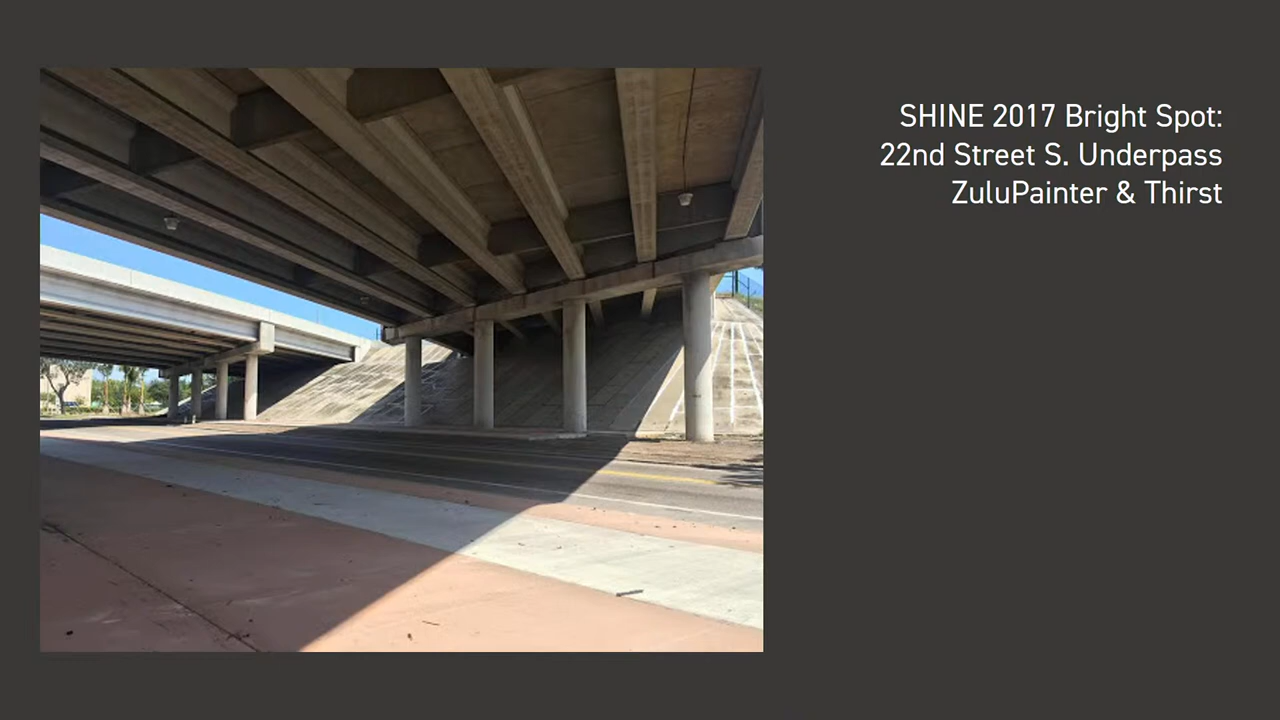 SHINE 2017 Bright Spot:
22nd Street S. Underpass
ZuluPainter & Thirst